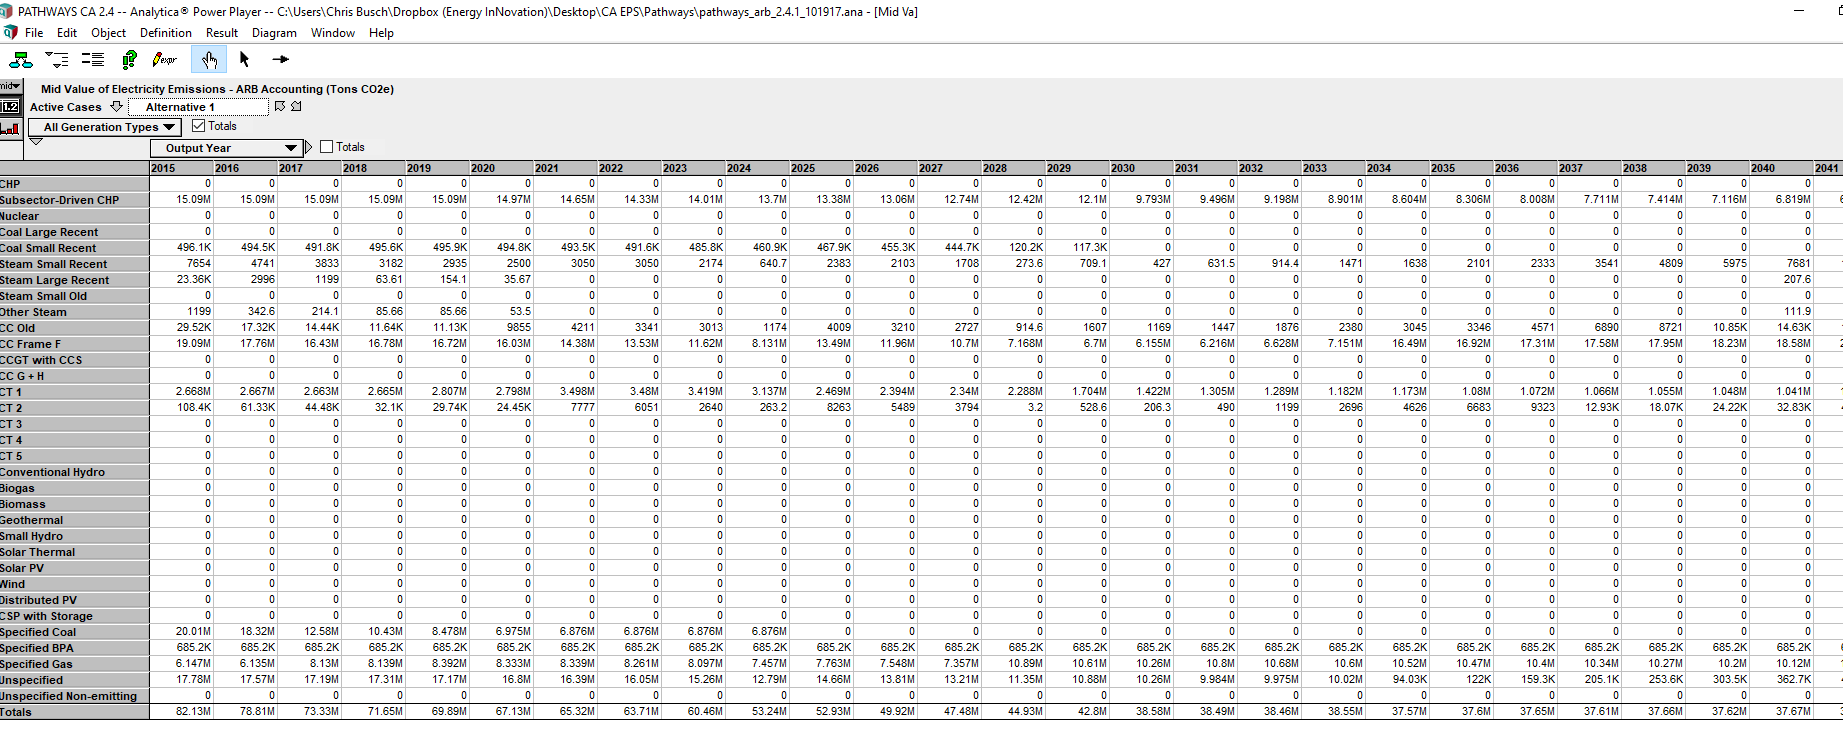 PATHWAYS CA 2.4 -- Analytica® Power Player -- C:\Users\Chris Busch\Dropbox (Energy InNovation)\Desktop\CA EPS\Pathways\pathways_arb_2.4.1_101917.ana - [Mid Va]
File Edit Object Definition Result Diagram Window Help
expr
mid
Mid Value of Electricity Emissions - ARB Accounting (Tons CO2e)
1.2 Active Cases Alternative 1
All Generation Types Totals
Output Year Totals
2015 2016 2017 2018 2019 2020 2021 2022 2023 2024 2025 2026 2027 2028 2029 2030 2031 2032 2033 2034 2035 2036 2037 2038 2039 2040 2041
CHP 0 0 0 0 0 0 0 0 0 0 0 0 0 0 0 0 0 0 0 0 0 0 0 0 0 0
Subsector-Driven CHP 15.09M 15.09M 15.09M 15.09M 15.09M 14.97M 14.65M 14.33M 14.01M 13.7M 13.38M 13.06M 12.74M 12.42M 12.1M 9.793M 9.496M 9.198M 8.901M 8.604M 8.306M 8.008M 7.711M 7.414M 7.116M 6.819M
Nuclear 0 0 0 0 0 0 0 0 0 0 0 0 0 0 0 0 0 0 0 0 0 0 0 0 0 0
Coal Large Recent 0 0 0 0 0 0 0 0 0 0 0 0 0 0 0 0 0 0 0 0 0 0 0 0 0 0
Coal Small Recent 496.1K 494.5K 491.8K 495.6K 495.9K 494.8K 493.5K 491.6K 485.8K 460.9K 467.9K 455.3K 444.7K 120.2K 117.3K 0 0 0 0 0 0 0 0 0 0 0
Steam Small Recent 7654 4741 3833 3182 2935 2500 3050 3050 2174 640.7 2383 2103 1708 273.6 709.1 427 631.5 914.4 1471 1638 2101 2333 3541 4809 5975 7681
Steam Large Recent 23.36K 2996 1199 63.61 154.1 35.67 0 0 0 0 0 0 0 0 0 0 0 0 0 0 0 0 0 0 0 207.6
Steam Small Old 0 0 0 0 0 0 0 0 0 0 0 0 0 0 0 0 0 0 0 0 0 0 0 0 0 0
Other Steam 1199 342.6 214.1 85.66 85.66 53.5 0 0 0 0 0 0 0 0 0 0 0 0 0 0 0 0 0 0 0 111.9
CC Old 29.52K 17.32K 14.44K 11.64K 11.13K 9855 4211 3341 3013 1174 4009 3210 2727 914.6 1607 1169 1447 1876 2380 3045 3346 4571 6890 8721 10.85K 14.63K
CC Frame F 19.09M 17.76M 16.43M 16.78M 16.72M 16.03M 14.38M 13.53M 11.62M 8.131M 13.49M 11.96M 10.7M 7.168M 6.7M 6.155M 6.216M 6.628M 7.151M 16.49M 16.92M 17.31M 17.58M 17.95M 18.23M 18.58M
CCGT with CCS 0 0 0 0 0 0 0 0 0 0 0 0 0 0 0 0 0 0 0 0 0 0 0 0 0 0
CC G + H 0 0 0 0 0 0 0 0 0 0 0 0 0 0 0 0 0 0 0 0 0 0 0 0 0 0
CT 1 2.668M 2.667M 2.663M 2.665M 2.807M 2.798M 3.498M 3.48M 3.419M 3.137M 2.469M 2.394M 2.34M 2.288M 1.704M 1.422M 1.305M 1.289M 1.182M 1.173M 1.08M 1.072M 1.066M 1.055M 1.048M 1.041M
CT 2 108.4K 61.33K 44.48K 32.1K 29.74K 24.45K 7777 6051 2640 263.2 8263 5489 3794 3.2 528.6 206.3 490 1199 2696 4626 6683 9323 12.93K 18.07K 24.22K 32.83K
CT 3 0 0 0 0 0 0 0 0 0 0 0 0 0 0 0 0 0 0 0 0 0 0 0 0 0 0
CT 4 0 0 0 0 0 0 0 0 0 0 0 0 0 0 0 0 0 0 0 0 0 0 0 0 0 0
CT 5 0 0 0 0 0 0 0 0 0 0 0 0 0 0 0 0 0 0 0 0 0 0 0 0 0 0
Conventional Hydro 0 0 0 0 0 0 0 0 0 0 0 0 0 0 0 0 0 0 0 0 0 0 0 0 0 0
Biogas 0 0 0 0 0 0 0 0 0 0 0 0 0 0 0 0 0 0 0 0 0 0 0 0 0 0
Biomass 0 0 0 0 0 0 0 0 0 0 0 0 0 0 0 0 0 0 0 0 0 0 0 0 0 0
Geothermal 0 0 0 0 0 0 0 0 0 0 0 0 0 0 0 0 0 0 0 0 0 0 0 0 0 0
Small Hydro 0 0 0 0 0 0 0 0 0 0 0 0 0 0 0 0 0 0 0 0 0 0 0 0 0 0
Solar Thermal 0 0 0 0 0 0 0 0 0 0 0 0 0 0 0 0 0 0 0 0 0 0 0 0 0 0
Solar PV 0 0 0 0 0 0 0 0 0 0 0 0 0 0 0 0 0 0 0 0 0 0 0 0 0 0
Wind 0 0 0 0 0 0 0 0 0 0 0 0 0 0 0 0 0 0 0 0 0 0 0 0 0 0
Distributed PV 0 0 0 0 0 0 0 0 0 0 0 0 0 0 0 0 0 0 0 0 0 0 0 0 0 0
CSP with Storage 0 0 0 0 0 0 0 0 0 0 0 0 0 0 0 0 0 0 0 0 0 0 0 0 0 0
Specified Coal 20.01M 18.32M 12.58M 10.43M 8.478M 6.975M 6.876M 6.876M 6.876M 6.876M 0 0 0 0 0 0 0 0 0 0 0 0 0 0 0 0
Specified BPA 685.2K 685.2K 685.2K 685.2K 685.2K 685.2K 685.2K 685.2K 685.2K 685.2K 685.2K 685.2K 685.2K 685.2K 685.2K 685.2K 685.2K 685.2K 685.2K 685.2K 685.2K 685.2K 685.2K 685.2K 685.2K 685.2K
Specified Gas 6.147M 6.135M 8.13M 8.139M 8.392M 8.333M 8.339M 8.261M 8.097M 7.457M 7.763M 7.548M 7.357M 10.89M 10.61M 10.26M 10.8M 10.68M 10.6M 10.52M 10.47M 10.4M 10.34M 10.27M 10.2M 10.12M
Unspecified 17.78M 17.57M 17.19M 17.31M 17.17M 16.8M 16.39M 16.05M 15.26M 12.79M 14.66M 13.81M 13.21M 11.35M 10.88M 10.26M 9.984M 9.975M 10.02M 94.03K 122K 159.3K 205.1K 253.6K 303.5K 362.7K
Unspecified Non-emitting 0 0 0 0 0 0 0 0 0 0 0 0 0 0 0 0 0 0 0 0 0 0 0 0 0 0
Totals 82.13M 78.81M 73.33M 71.65M 69.89M 67.13M 65.32M 63.71M 60.46M 53.24M 52.93M 49.92M 47.48M 44.93M 42.8M 38.58M 38.49M 38.46M 38.55M 37.57M 37.6M 37.65M 37.61M 37.66M 37.62M 37.67M